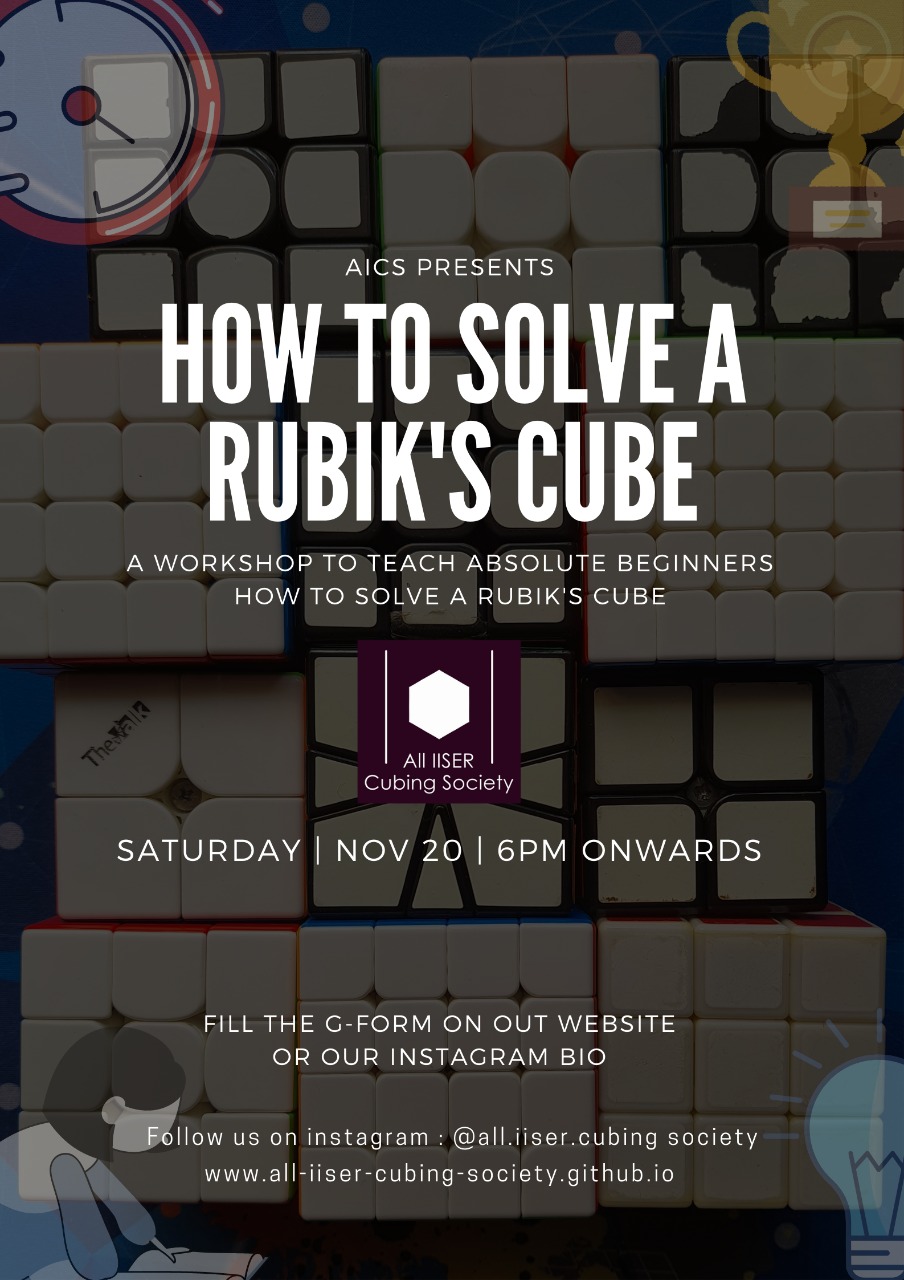 AICS PRESENTS
HOW TO SOLVE A
RUBIK'S CUBE
A WORKSHOP TO TEACH ABSOLUTE BEGINNERS
HOW TO SOLVE A RUBIK'S CUBE
All IISER
Cubing Society
TheValk
SATURDAY | NOV 20 | 6PM ONWARDS
FILL THE G-FORM ON OUT WEBSITE
OR OUR INSTAGRAM BIO
Follow us on instagram : @all.iiser.cubing society
www.all-iiser-cubing-society.github.io